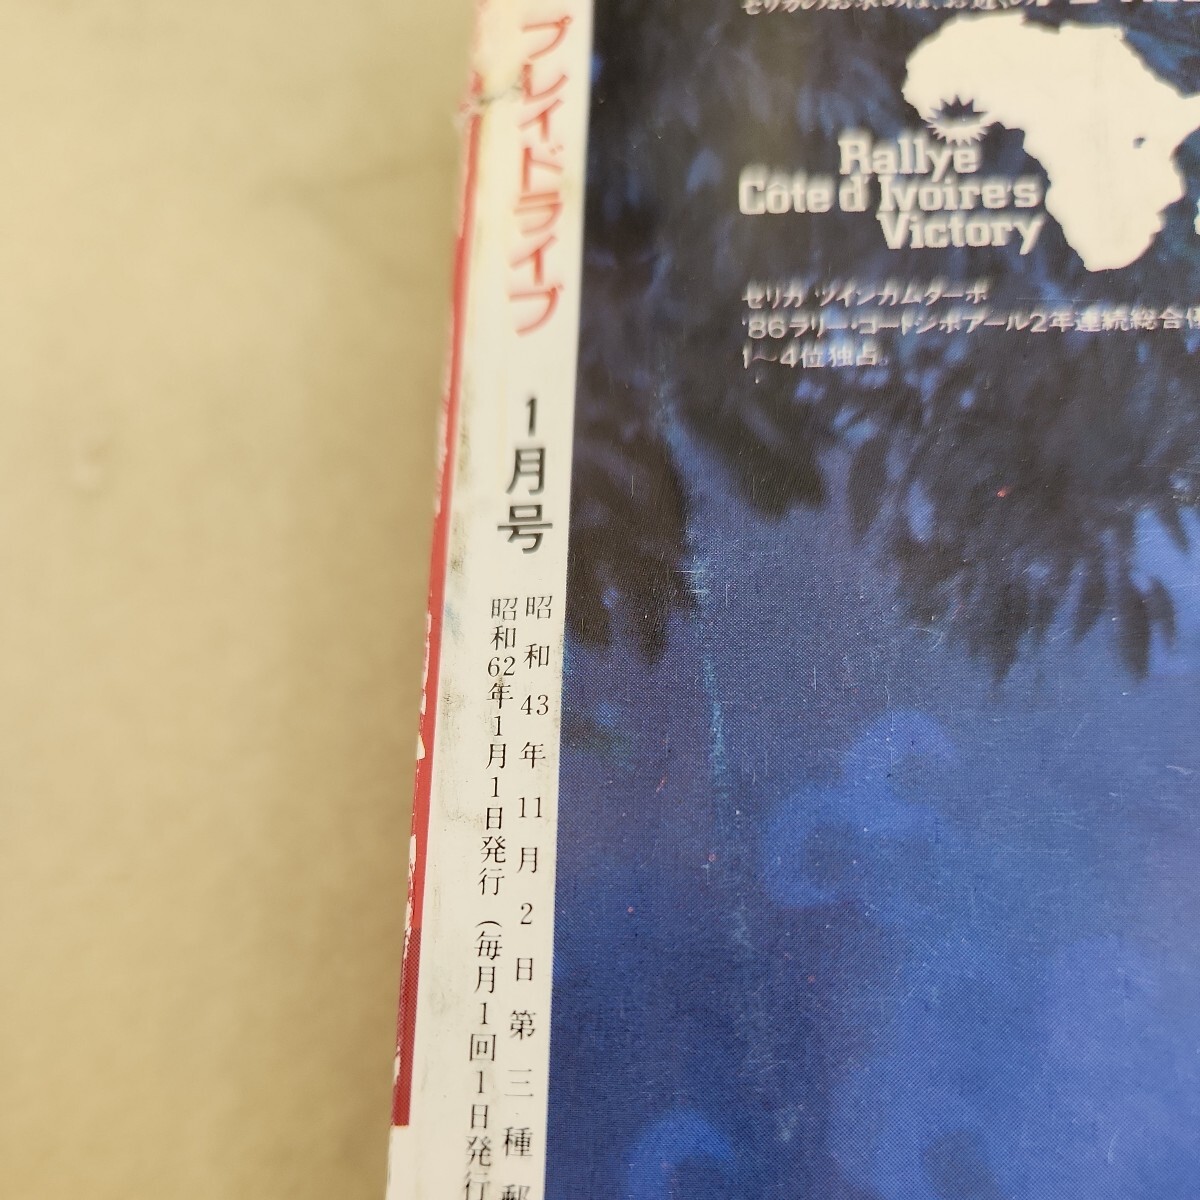 プレイドライブ 1月号
昭和43年11月2日第三種郵
昭和62年1月1日発行(毎月1回1日発行
Rallye
Côte d'Ivoire's
Victory
セリカ ツインカムターボ
'86ラリー・コートジボアール2年連続総合優
1〜4位独占。